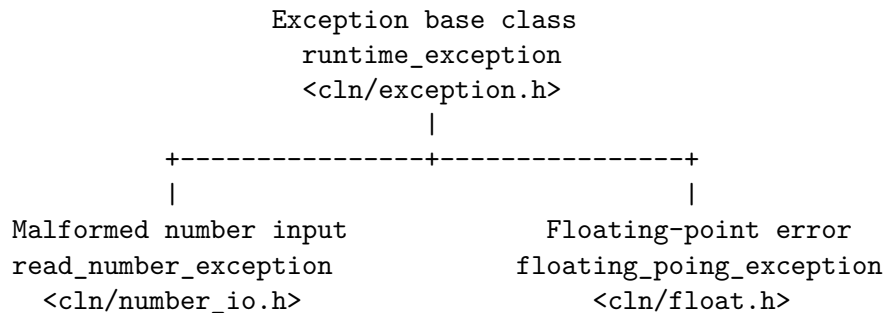 Exception base class
runtime_exception
<cln/exception.h>
|
+----------------+----------------+
| |
Malformed number input Floating-point error
read_number_exception floating_poing_exception
<cln/number_io.h> <cln/float.h>